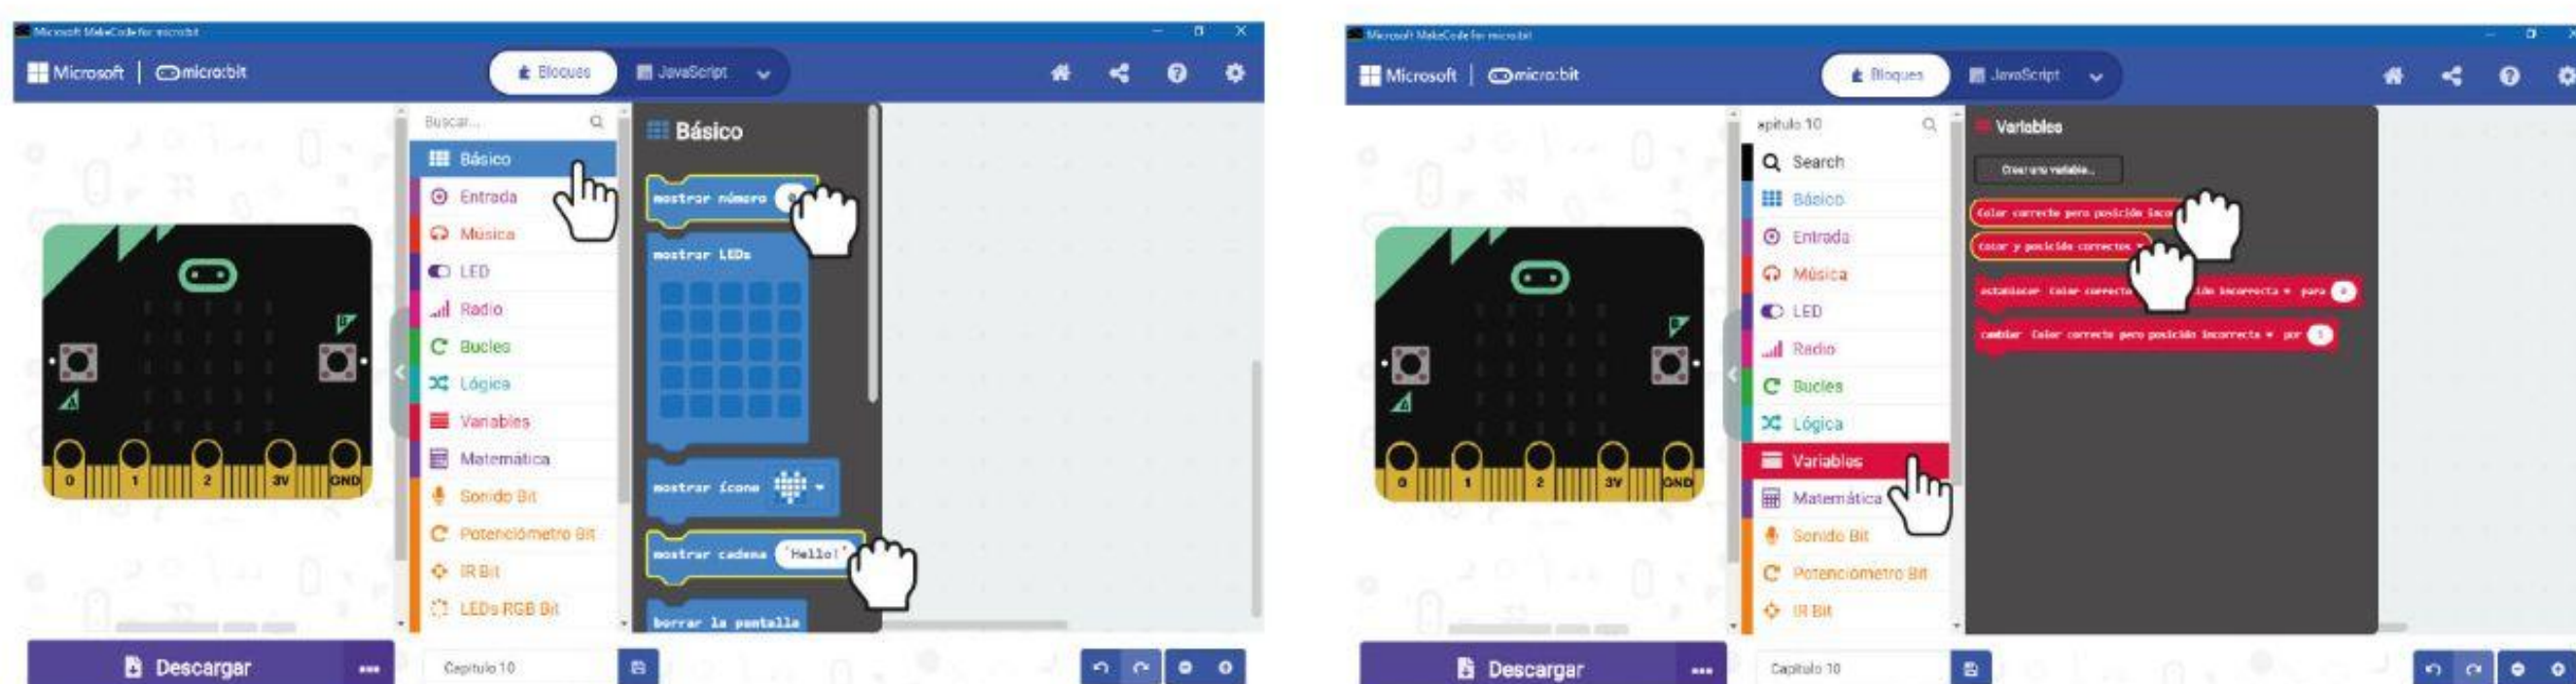 Microsoft MakeCode for micro:bit
Microsoft | micro:bit
Bloques
JavaScript
Buscar...
Básico
Entrada
Música
LED
Radio
Bucles
Lógica
Variables
Matemática
Sonido Bit
Potenciómetro Bit
IR Bit
LEDs RGB Bit
Básico
mostrar número
mostrar LEDs
mostrar ícono
mostrar cadena "Hello!"
borrar la pantalla
0 1 2 3V GND
B
A
Descargar ...
Capitulo 10
Microsoft MakeCode for micro:bit
Microsoft | micro:bit
Bloques
JavaScript
apitulo 10
Search
Básico
Entrada
Música
LED
Radio
Bucles
Lógica
Variables
Matemática
Sonido Bit
Potenciómetro Bit
IR Bit
Variables
Crear una variable...
Color correcto pero posición
Color y posición correctos
establecer Color correcto incorrecta para 0
cambiar Color correcto pero posición incorrecta por 1
0 1 2 3V GND
B
A
Descargar ...
Capitulo 10